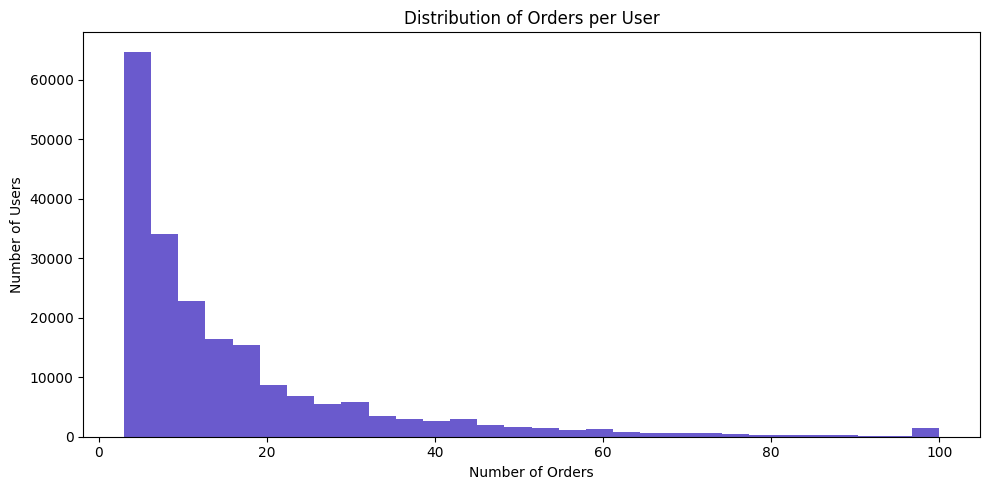 Distribution of Orders per User
Number of Users
60000
50000
40000
30000
20000
10000
0
0 20 40 60 80 100
Number of Orders